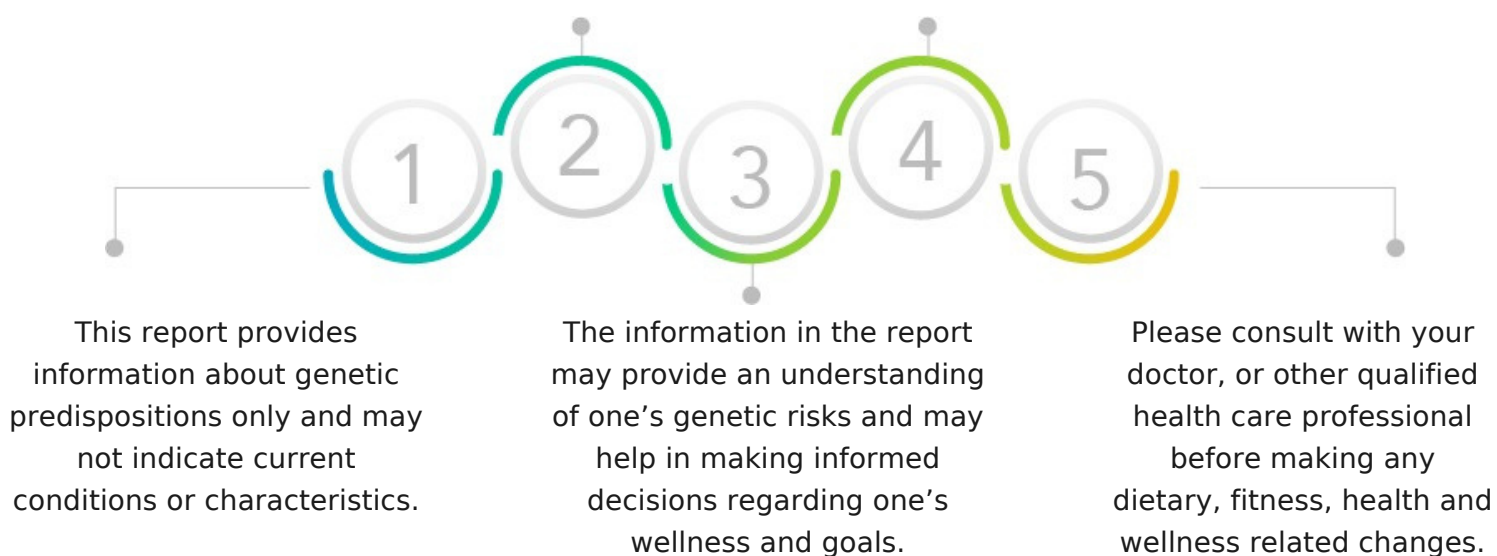 1
2
3
4
5
This report provides
information about genetic
predispositions only and may
not indicate current
conditions or characteristics.
The information in the report
may provide an understanding
of one’s genetic risks and may
help in making informed
decisions regarding one’s
wellness and goals.
Please consult with your
doctor, or other qualified
health care professional
before making any
dietary, fitness, health and
wellness related changes.